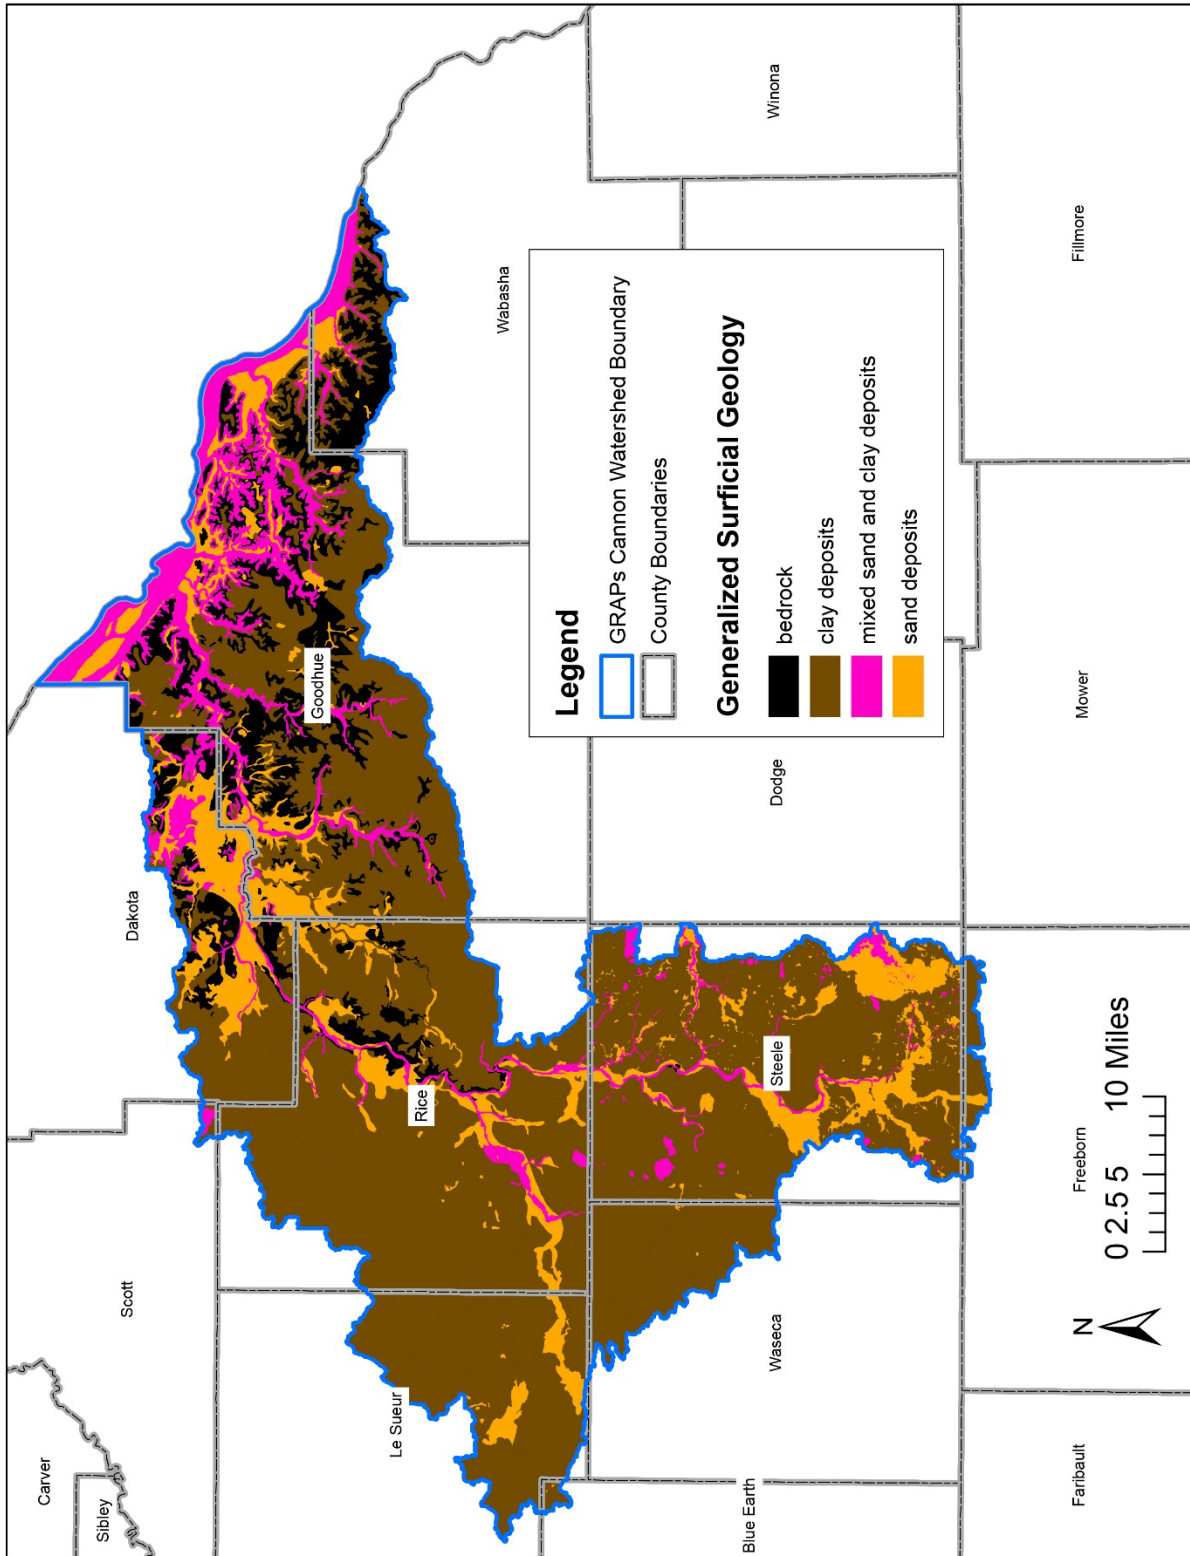 Carver
Sibley
Scott
Dakota
Le Sueur
Rice
Goodhue
Wabasha
Winona
Blue Earth
Waseca
Steele
Dodge
Faribault
Freeborn
Mower
Fillmore
Legend
GRAPs Cannon Watershed Boundary
County Boundaries
Generalized Surficial Geology
bedrock
clay deposits
mixed sand and clay deposits
sand deposits
N
0 2.5 5 10 Miles